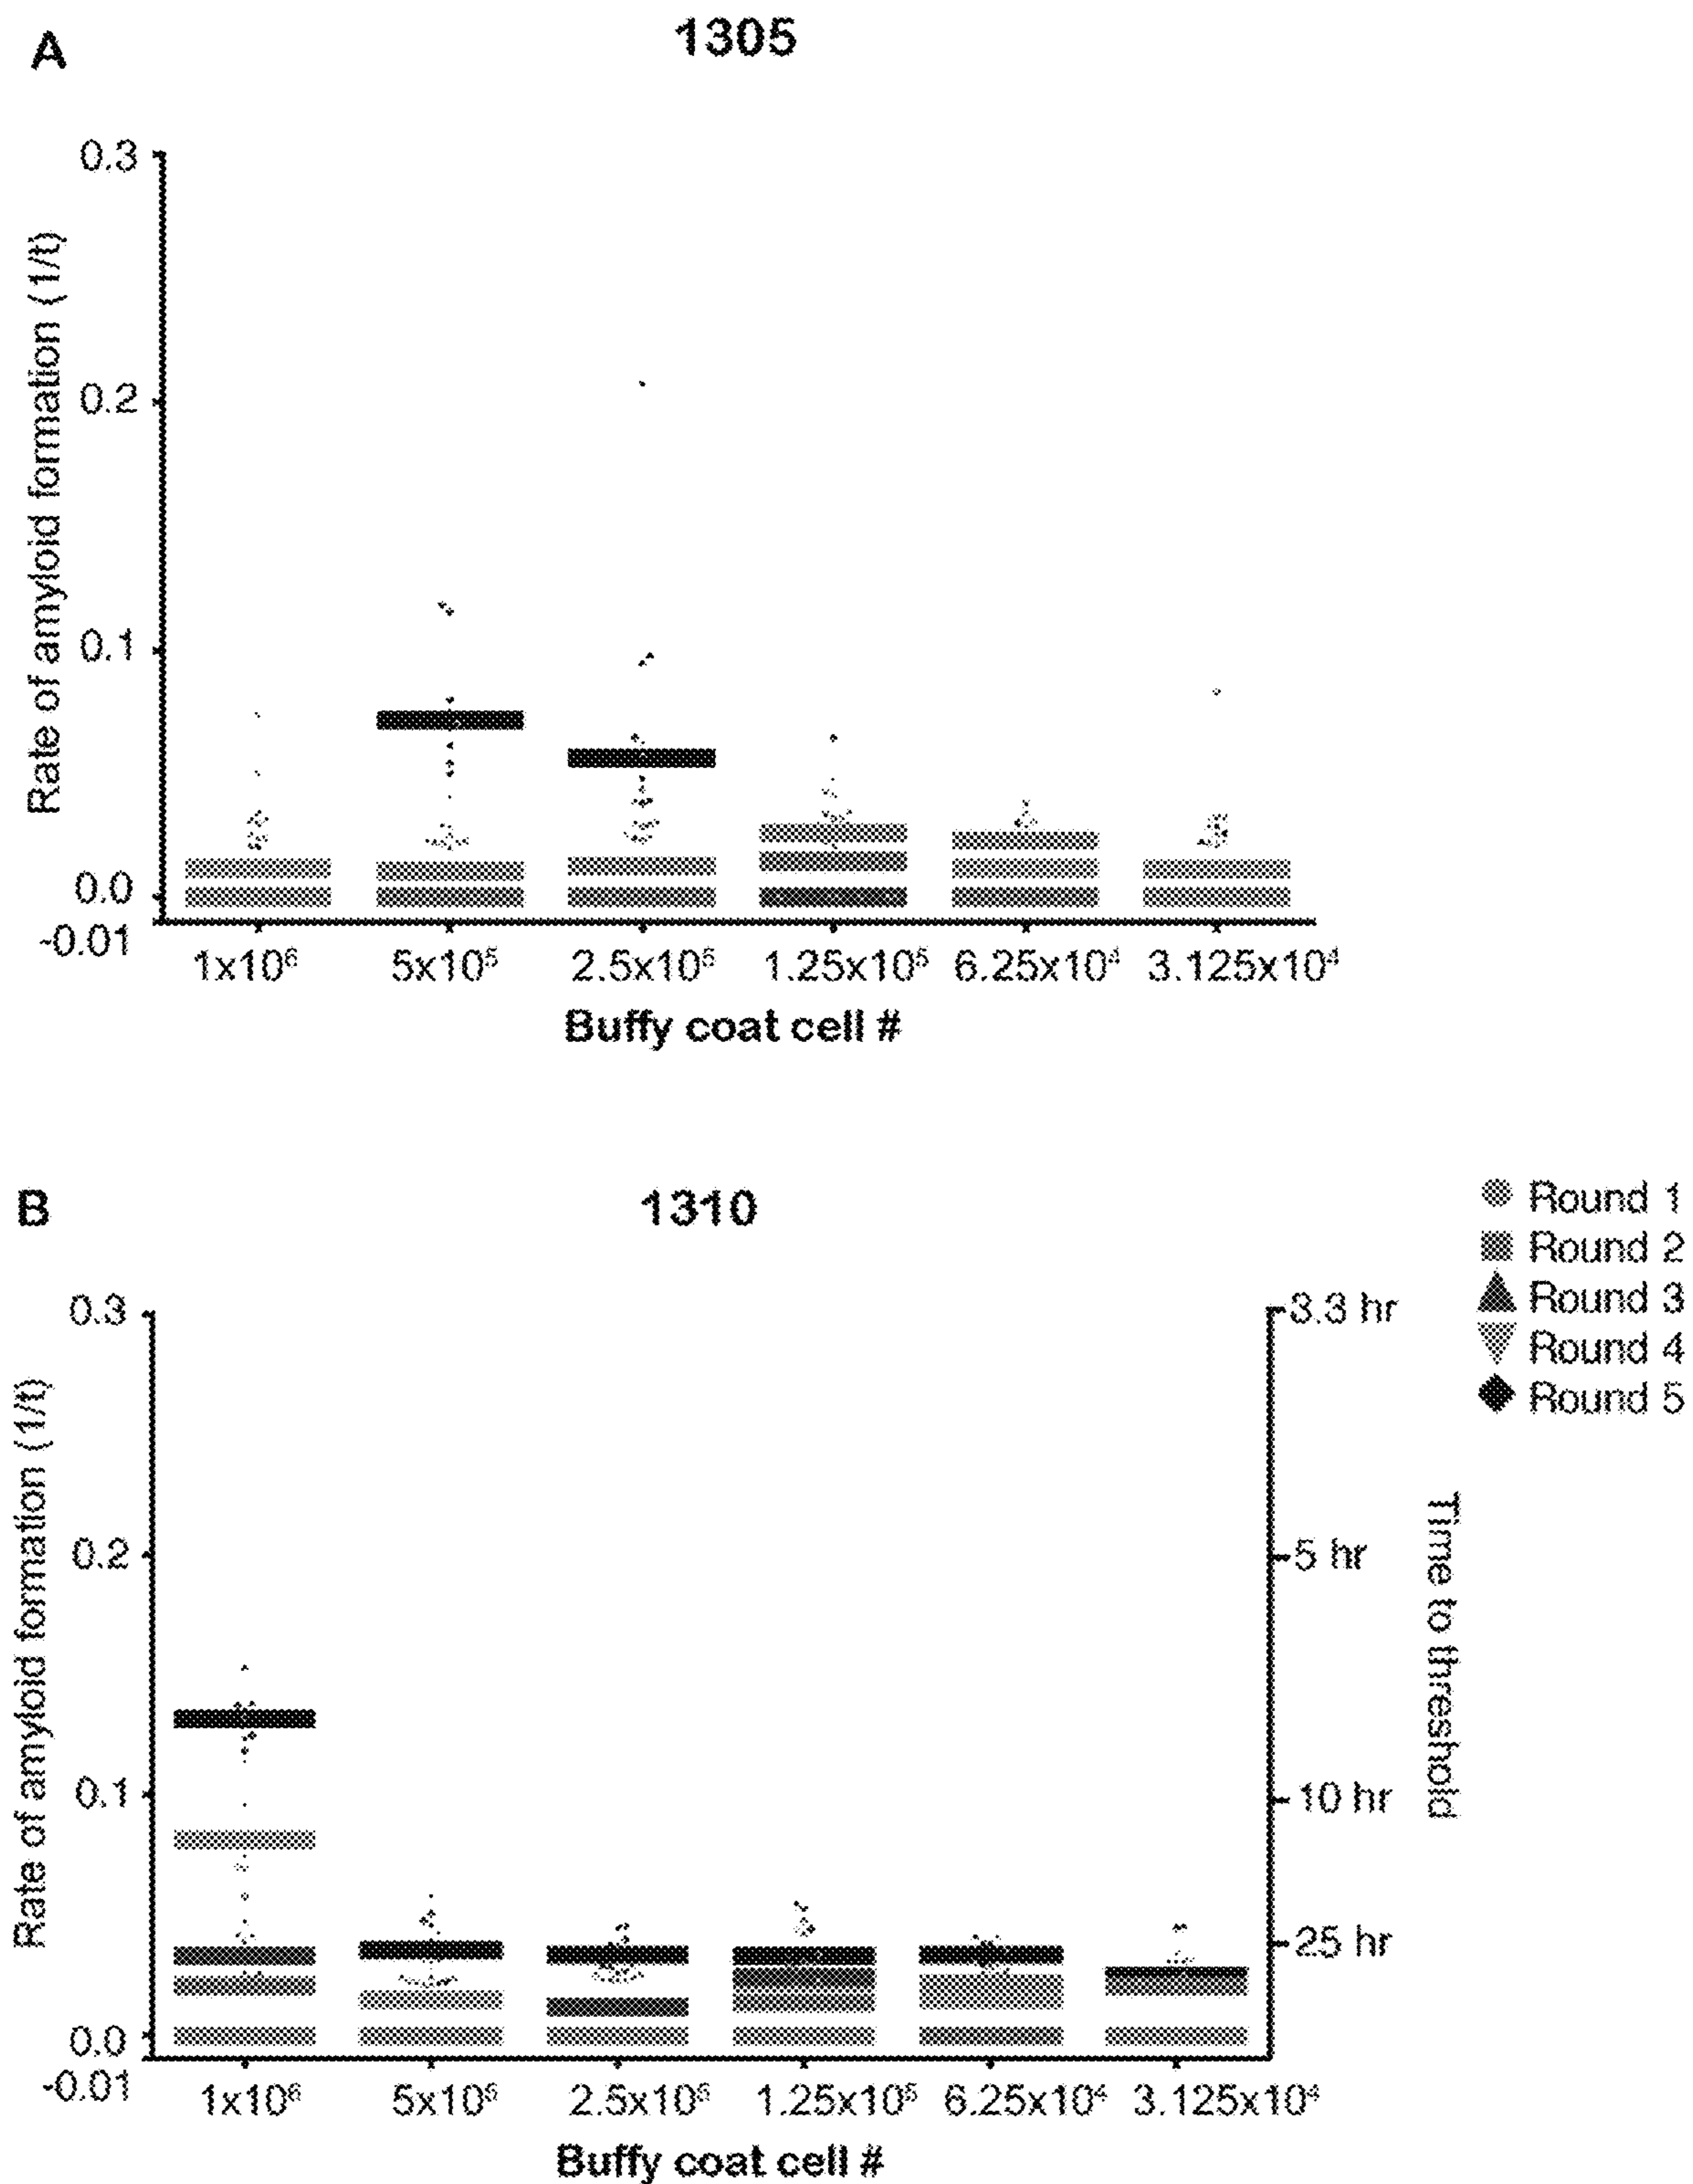 A
1305
0.3
0.2
0.1
0.0
-0.01
Rate of amyloid formation (1/t)
1x10⁶ 5x10⁵ 2.5x10⁵ 1.25x10⁵ 6.25x10⁴ 3.125x10⁴
Buffy coat cell #
B
1310
Round 1
Round 2
Round 3
Round 4
Round 5
0.3
0.2
0.1
0.0
-0.01
Rate of amyloid formation (1/t)
3.3 hr
5 hr
10 hr
25 hr
Time to threshold
1x10⁶ 5x10⁵ 2.5x10⁵ 1.25x10⁵ 6.25x10⁴ 3.125x10⁴
Buffy coat cell #